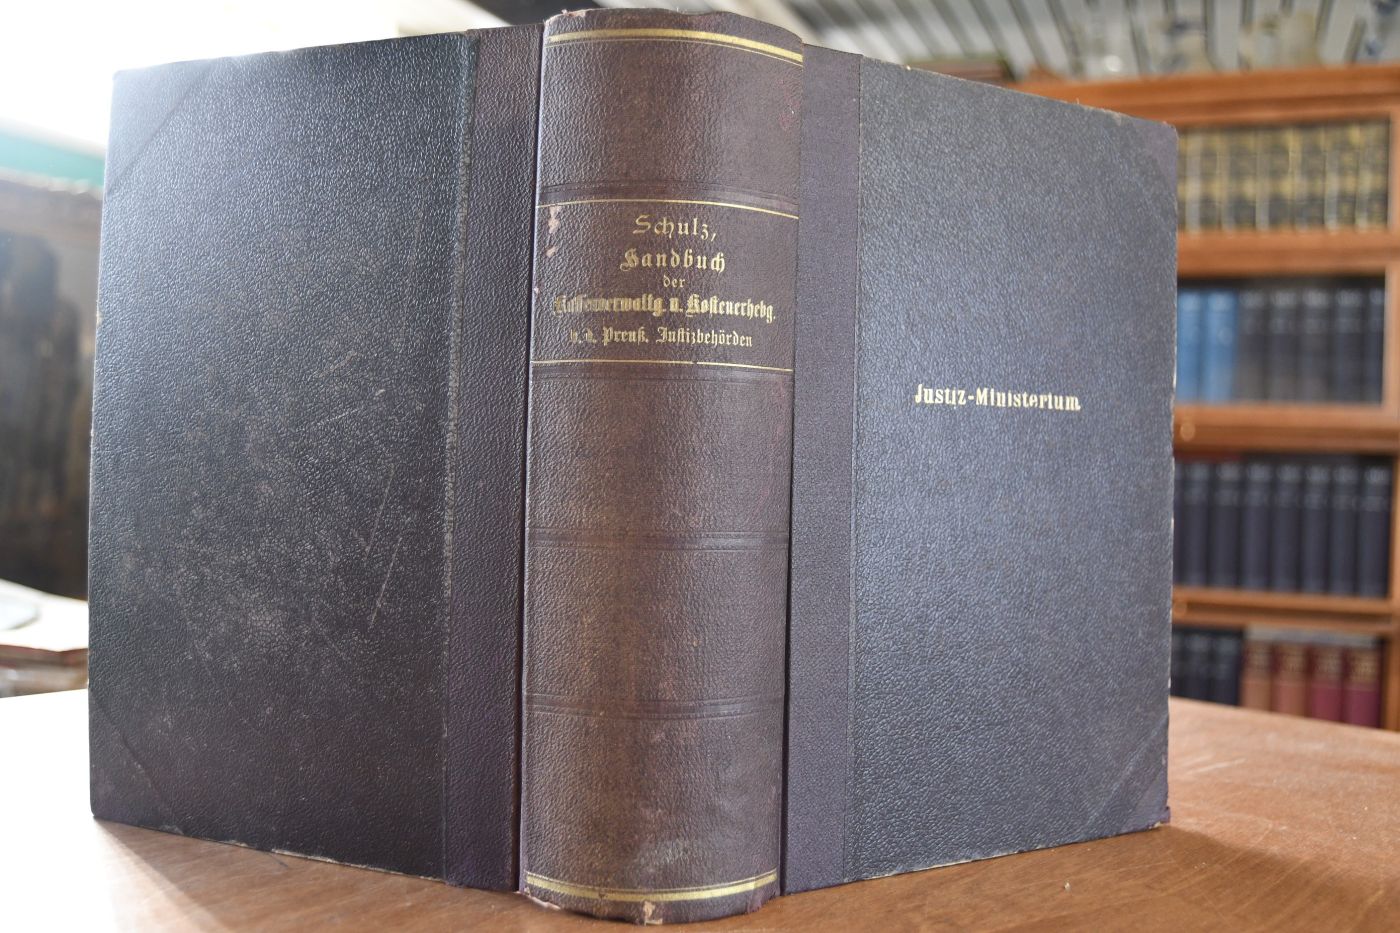 Schulz,
Handbuch
der
Kassenverwaltg. u. Kostenerhebg.
b. d. Preuß. Justizbehörden
Justiz-Ministerium.